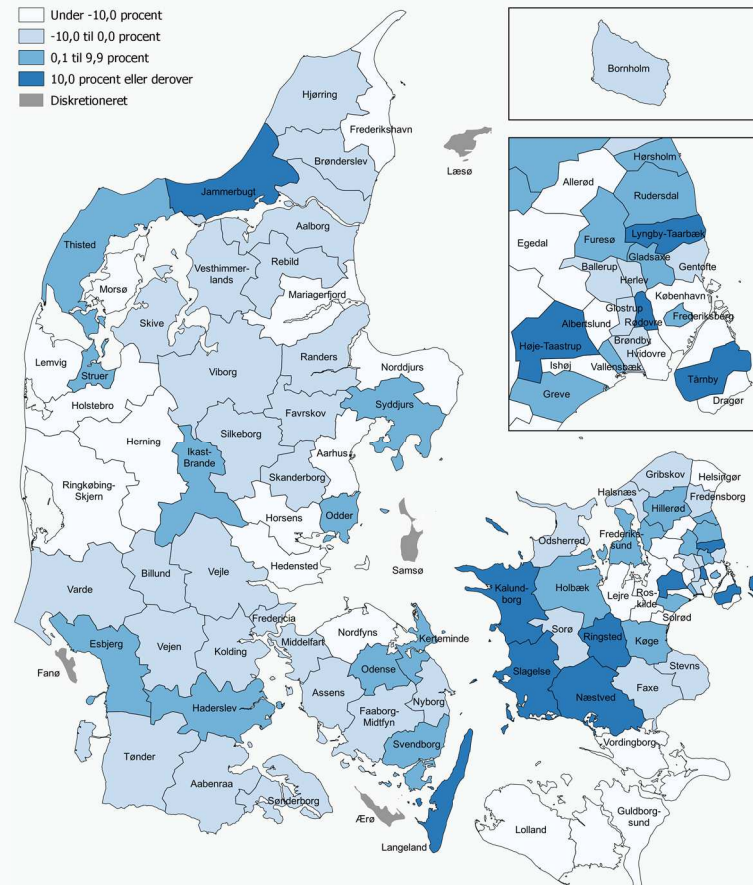 Under -10,0 procent
-10,0 til 0,0 procent
0,1 til 9,9 procent
10,0 procent eller derover
Diskretioneret
Bornholm
Hjørring
Frederikshavn
Brønderslev
Læsø
Jammerbugt
Aalborg
Thisted
Vesthimmer-
lands
Rebild
Morsø
Mariagerfjord
Skive
Lemvig
Struer
Viborg
Randers
Norddjurs
Holstebro
Syddjurs
Favrskov
Herning
Silkeborg
Ikast-
Brande
Aarhus
Skanderborg
Ringkøbing-
Skjern
Horsens
Odder
Hedensted
Samsø
Varde
Billund
Vejle
Fredericia
Esbjerg
Vejen
Kolding
Fanø
Haderslev
Tønder
Aabenraa
Sønderborg
Middelfart
Nordfyns
Kerteminde
Odense
Assens
Nyborg
Faaborg-
Midtfyn
Svendborg
Ærø
Langeland
Hørsholm
Allerød
Rudersdal
Egedal
Furesø
Lyngby-Taarbæk
Gladsaxe
Ballerup
Gentofte
Herlev
København
Glostrup
Frederiksberg
Albertslund
Rødovre
Høje-Taastrup
Brøndby
Hvidovre
Ishøj
Vallensbæk
Tårnby
Greve
Dragør
Gribskov
Helsingør
Halsnæs
Fredensborg
Hillerød
Frederiks-
sund
Odsherred
Kalund-
borg
Holbæk
Lejre
Ros-
kilde
Solrød
Sorø
Ringsted
Køge
Slagelse
Stevns
Næstved
Faxe
Vordingborg
Guldborg-
sund
Lolland